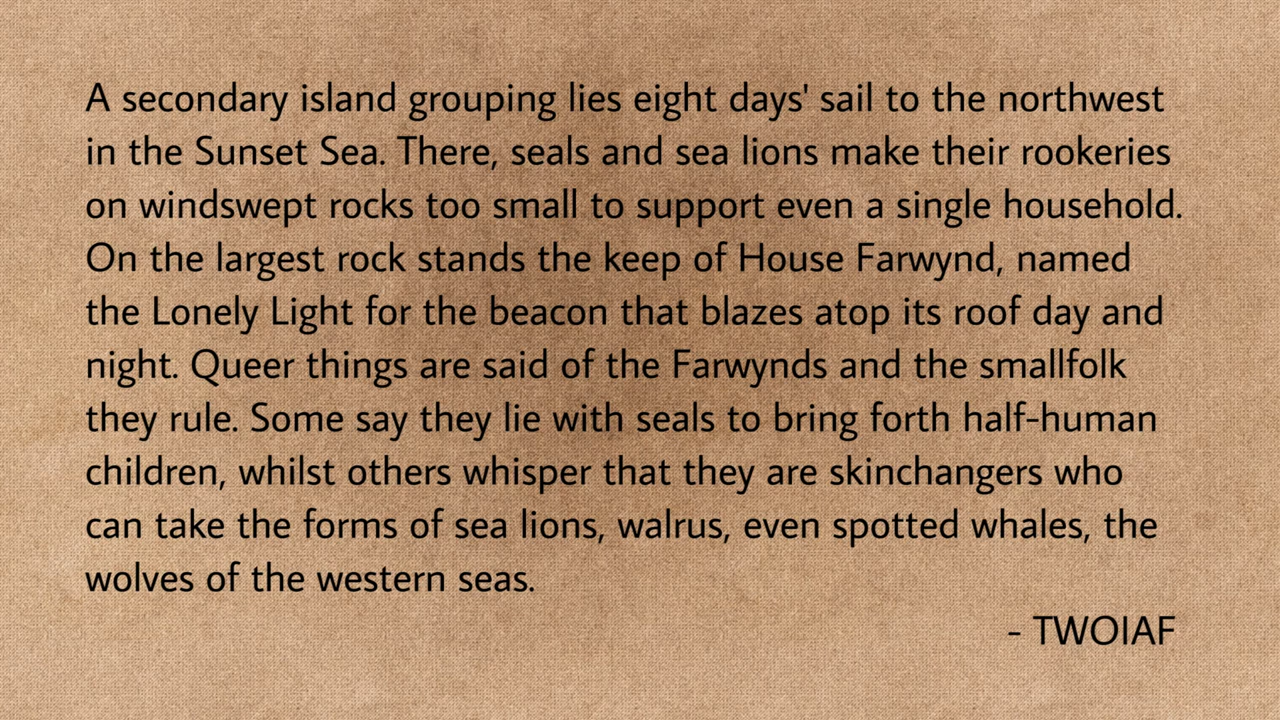 A secondary island grouping lies eight days' sail to the northwest
in the Sunset Sea. There, seals and sea lions make their rookeries
on windswept rocks too small to support even a single household.
On the largest rock stands the keep of House Farwynd, named
the Lonely Light for the beacon that blazes atop its roof day and
night. Queer things are said of the Farwynds and the smallfolk
they rule. Some say they lie with seals to bring forth half-human
children, whilst others whisper that they are skinchangers who
can take the forms of sea lions, walrus, even spotted whales, the
wolves of the western seas.
- TWOIAF